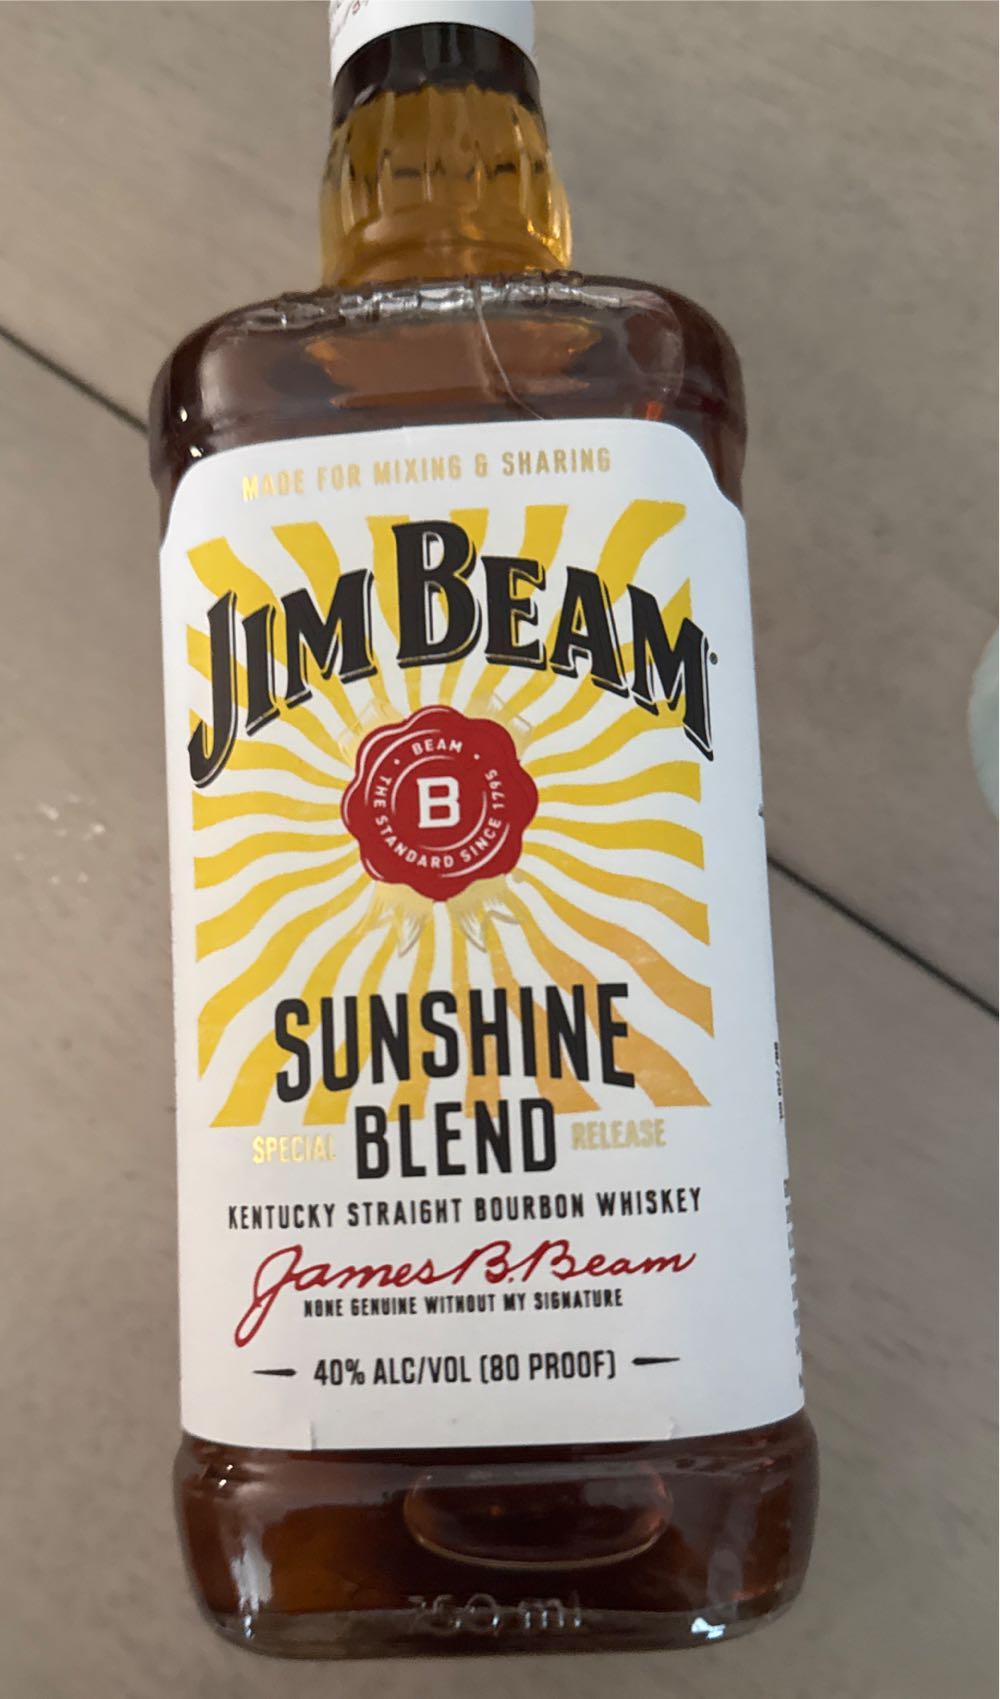 MADE FOR MIXING & SHARING
JIM BEAM®
BEAM
B
THE STANDARD SINCE 1795
SUNSHINE
SPECIAL BLEND RELEASE
KENTUCKY STRAIGHT BOURBON WHISKEY
James B. Beam
NONE GENUINE WITHOUT MY SIGNATURE
40% ALC/VOL (80 PROOF)
750 ml